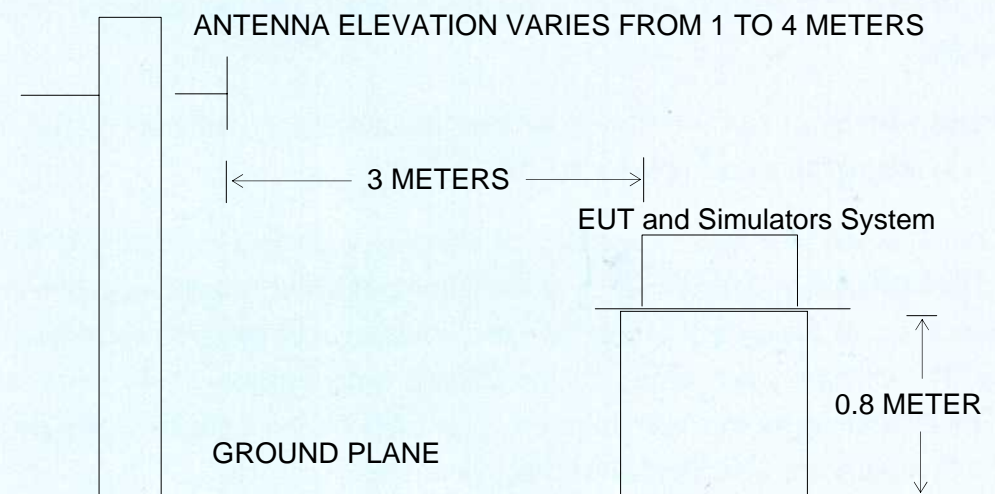 ANTENNA ELEVATION VARIES FROM 1 TO 4 METERS
3 METERS
EUT and Simulators System
0.8 METER
GROUND PLANE